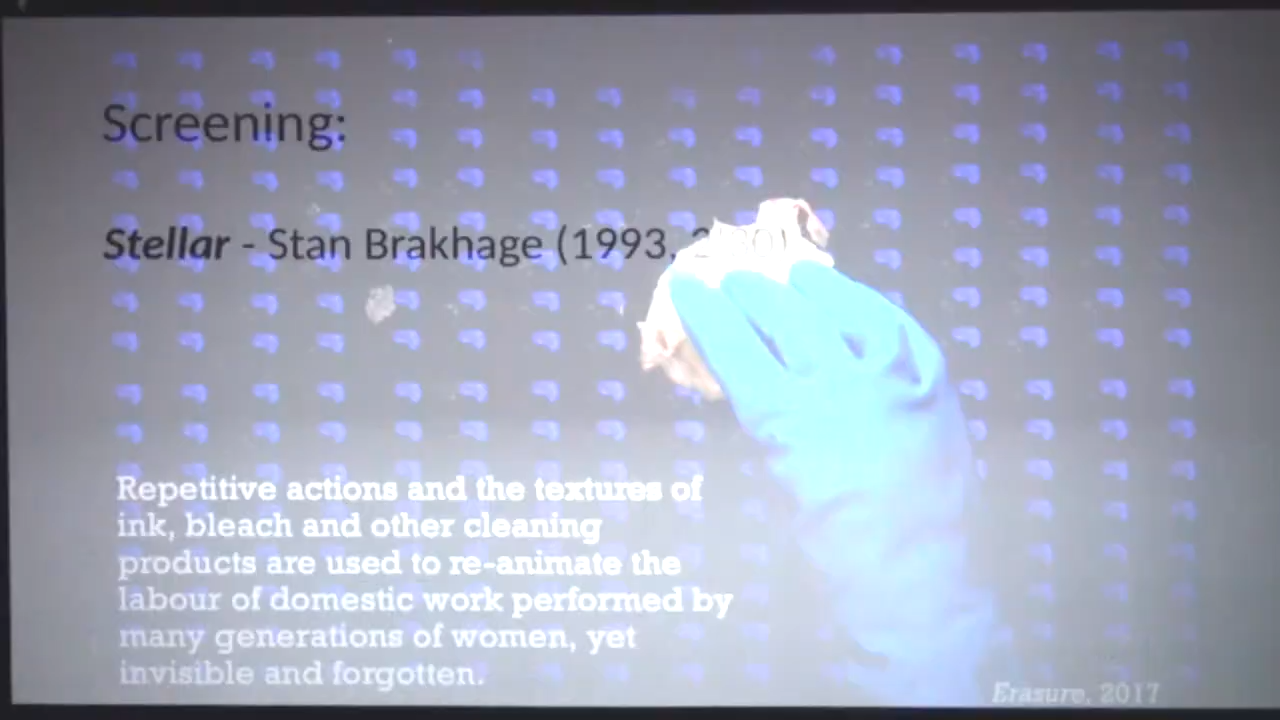 Screening:
Stellar - Stan Brakhage (1993,
Repetitive actions and the textures of
ink, bleach and other cleaning
products are used to re-animate the
labour of domestic work performed by
many generations of women, yet
invisible and forgotten.
Erasure, 2017